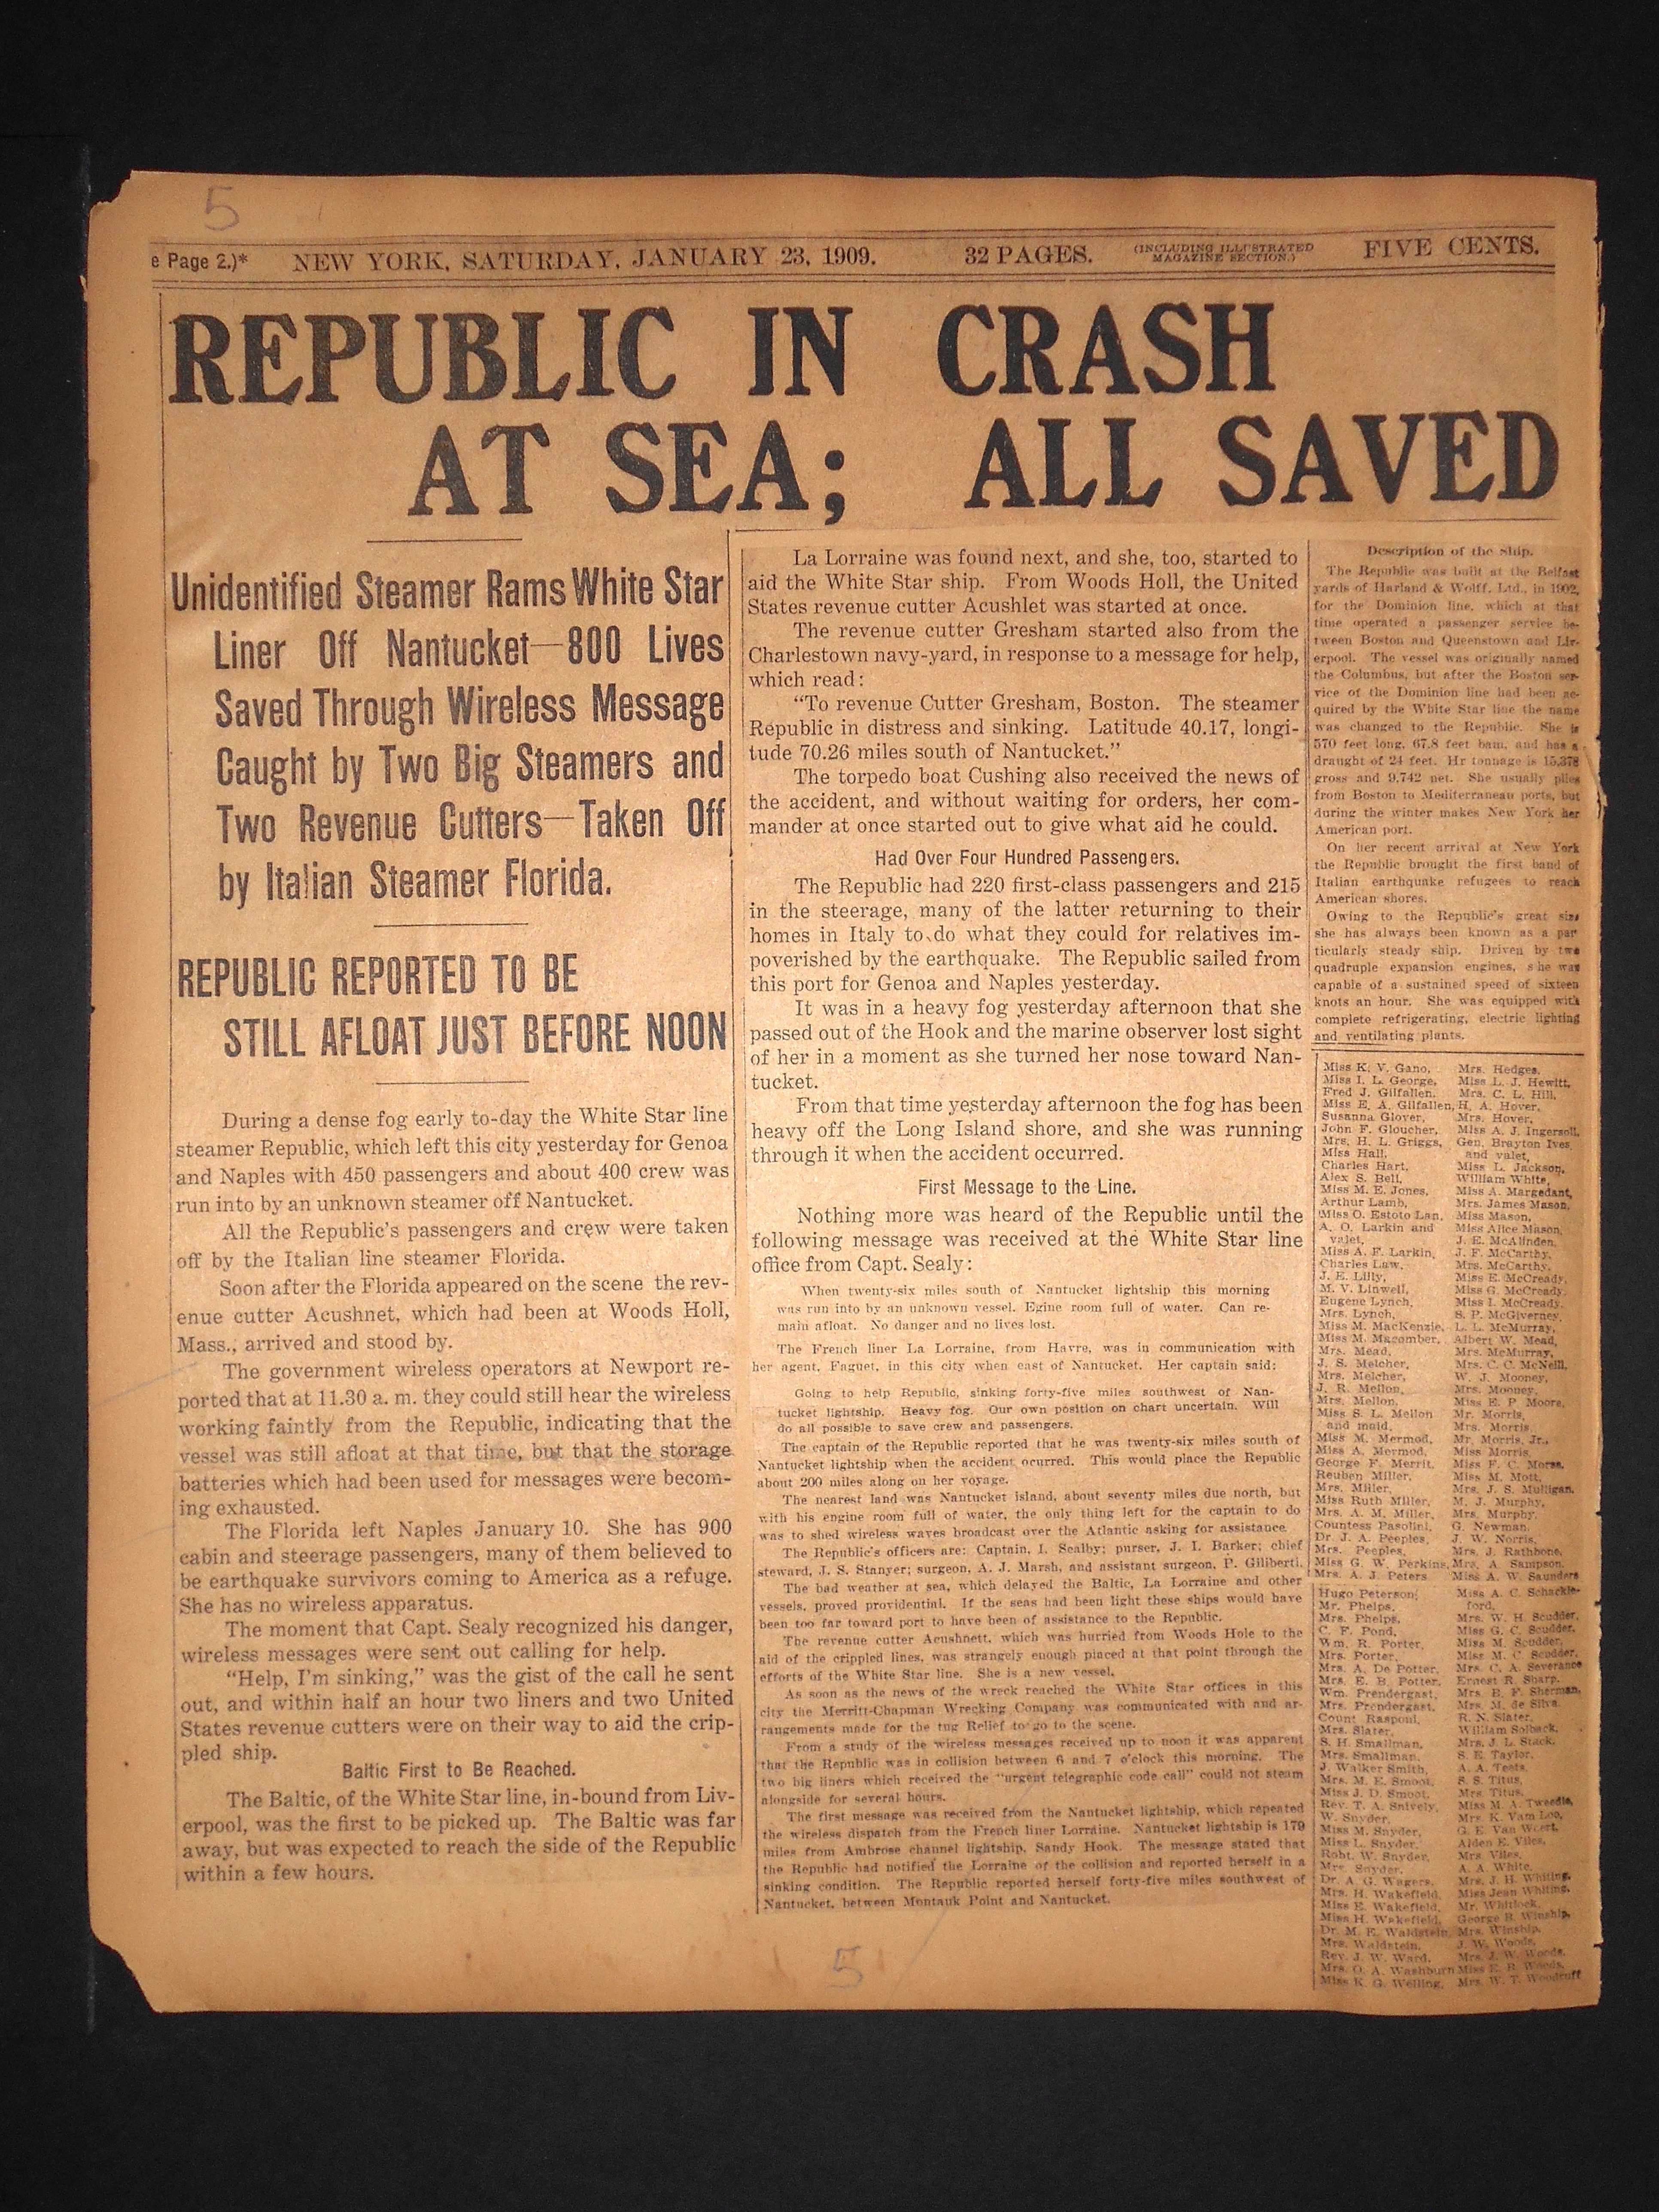 5
e Page 2.)* NEW YORK, SATURDAY, JANUARY 23, 1909. 32 PAGES. (INCLUDING ILLUSTRATED MAGAZINE SECTION.) FIVE CENTS.
REPUBLIC IN CRASH
AT SEA; ALL SAVED
Unidentified Steamer Rams White Star
Liner Off Nantucket—800 Lives
Saved Through Wireless Message
Caught by Two Big Steamers and
Two Revenue Cutters—Taken Off
by Italian Steamer Florida.
REPUBLIC REPORTED TO BE
STILL AFLOAT JUST BEFORE NOON
During a dense fog early to-day the White Star line
steamer Republic, which left this city yesterday for Genoa
and Naples with 450 passengers and about 400 crew was
run into by an unknown steamer off Nantucket.
All the Republic's passengers and crew were taken
off by the Italian line steamer Florida.
Soon after the Florida appeared on the scene the rev-
enue cutter Acushnet, which had been at Woods Holl,
Mass., arrived and stood by.
The government wireless operators at Newport re-
ported that at 11.30 a. m. they could still hear the wireless
working faintly from the Republic, indicating that the
vessel was still afloat at that time, but that the storage
batteries which had been used for messages were becom-
ing exhausted.
The Florida left Naples January 10. She has 900
cabin and steerage passengers, many of them believed to
be earthquake survivors coming to America as a refuge.
She has no wireless apparatus.
The moment that Capt. Sealy recognized his danger,
wireless messages were sent out calling for help.
"Help, I'm sinking," was the gist of the call he sent
out, and within half an hour two liners and two United
States revenue cutters were on their way to aid the crip-
pled ship.
Baltic First to Be Reached.
The Baltic, of the White Star line, in-bound from Liv-
erpool, was the first to be picked up. The Baltic was far
away, but was expected to reach the side of the Republic
within a few hours.
La Lorraine was found next, and she, too, started to
aid the White Star ship. From Woods Holl, the United
States revenue cutter Acushlet was started at once.
The revenue cutter Gresham started also from the
Charlestown navy-yard, in response to a message for help,
which read:
"To revenue Cutter Gresham, Boston. The steamer
Republic in distress and sinking. Latitude 40.17, longi-
tude 70.26 miles south of Nantucket."
The torpedo boat Cushing also received the news of
the accident, and without waiting for orders, her com-
mander at once started out to give what aid he could.
Had Over Four Hundred Passengers.
The Republic had 220 first-class passengers and 215
in the steerage, many of the latter returning to their
homes in Italy to do what they could for relatives im-
poverished by the earthquake. The Republic sailed from
this port for Genoa and Naples yesterday.
It was in a heavy fog yesterday afternoon that she
passed out of the Hook and the marine observer lost sight
of her in a moment as she turned her nose toward Nan-
tucket.
From that time yesterday afternoon the fog has been
heavy off the Long Island shore, and she was running
through it when the accident occurred.
First Message to the Line.
Nothing more was heard of the Republic until the
following message was received at the White Star line
office from Capt. Sealy:
When twenty-six miles south of Nantucket lightship this morning
was run into by an unknown vessel. Egine room full of water. Can re-
main afloat. No danger and no lives lost.
The French liner La Lorraine, from Havre, was in communication with
her agent, Faguet, in this city when east of Nantucket. Her captain said:
Going to help Republic, sinking forty-five miles southwest of Nan-
tucket lightship. Heavy fog. Our own position on chart uncertain. Will
do all possible to save crew and passengers.
The captain of the Republic reported that he was twenty-six miles south of
Nantucket lightship when the accident ocurred. This would place the Republic
about 200 miles along on her voyage.
The nearest land was Nantucket island, about seventy miles due north, but
with his engine room full of water, the only thing left for the captain to do
was to shed wireless waves broadcast over the Atlantic asking for assistance.
The Republic's officers are: Captain, I. Sealby; purser, J. I. Barker; chief
steward, J. S. Stanyer; surgeon, A. J. Marsh, and assistant surgeon, P. Giliberti.
The bad weather at sea, which delayed the Baltic, La Lorraine and other
vessels, proved providential. If the seas had been light these ships would have
been too far toward port to have been of assistance to the Republic.
The revenue cutter Acushnett, which was hurried from Woods Hole to the
aid of the crippled lines, was strangely enough placed at that point through the
efforts of the White Star line. She is a new vessel.
As soon as the news of the wreck reached the White Star offices in this
city the Merritt-Chapman Wrecking Company was communicated with and ar-
rangements made for the tug Relief to go to the scene.
From a study of the wireless messages received up to noon it was apparent
that the Republic was in collision between 6 and 7 o'clock this morning. The
two big liners which received the "urgent telegraphic code call" could not steam
alongside for several hours.
The first message was received from the Nantucket lightship, which repeated
the wireless dispatch from the French liner Lorraine. Nantucket lightship is 179
miles from Ambrose channel lightship, Sandy Hook. The message stated that
the Republic had notified the Lorraine of the collision and reported herself in a
sinking condition. The Republic reported herself forty-five miles southwest of
Nantucket, between Montauk Point and Nantucket.
5
Description of the ship.
The Republic was built at the Belfast
yards of Harland & Wolff, Ltd., in 1902,
for the Dominion line, which at that
time operated a passenger service be-
tween Boston and Queenstown and Liv-
erpool. The vessel was originally named
the Columbus, but after the Boston ser-
vice of the Dominion line had been ac-
quired by the White Star line the name
was changed to the Republic. She is
570 feet long, 67.8 feet bam, and has a
draught of 24 feet. Hr tonnage is 15,378
gross and 9,742 net. She usually plies
from Boston to Mediterranean ports, but
during the winter makes New York her
American port.
On her recent arrival at New York
the Republic brought the first band of
Italian earthquake refugees to reach
American shores.
Owing to the Republic's great size
she has always been known as a par
ticularly steady ship. Driven by two
quadruple expansion engines, she was
capable of a sustained speed of sixteen
knots an hour. She was equipped with
complete refrigerating, electric lighting
and ventilating plants.
Miss K. V. Gano,
Miss I. L. George,
Fred J. Gilfallen,
Miss E. A. Gilfallen,
Susanna Glover,
John F. Gloucher,
Mrs. H. L. Griggs,
Miss Hall,
Charles Hart,
Alex S. Bell,
Miss M. E. Jones,
Arthur Lamb,
Miss O. Estoto Lan,
A. O. Larkin and
valet,
Miss A. F. Larkin,
Charles Law,
J. E. Lilly,
M. V. Linwell,
Eugene Lynch,
Mrs. Lynch,
Miss M. MacKenzie,
Miss M. Macomber,
Mrs. Mead,
J. S. Melcher,
Mrs. Melcher,
J. R. Mellon,
Mrs. Mellon,
Miss S. L. Mellon
and maid,
Miss M. Mermod,
Miss A. Mermod,
George F. Merrit,
Reuben Miller,
Mrs. Miller,
Miss Ruth Miller,
Mrs. A. M. Miller,
Countess Pasolini,
Dr. J. A. Peeples,
Mrs. Peeples,
Miss G. W. Perkins,
Mrs. A. J. Peters
Mrs. Hedges,
Miss L. J. Hewitt,
Mrs. C. L. Hill,
H. A. Hover,
Mrs. Hover,
Miss A. J. Ingersoll,
Gen. Brayton Ives
and valet,
Miss L. Jackson,
William White,
Miss A. Margedant,
Mrs. James Mason,
Miss Mason,
Miss Alice Mason,
J. E. McAlinden,
J. F. McCarthy,
Mrs. McCarthy,
Miss E. McCready,
Miss G. McCready,
Miss I. McCready,
S. P. McGiverney,
L. L. McMurray,
Albert W. Mead,
Mrs. McMurray,
Mrs. C. C. McNeill,
W. J. Mooney,
Mrs. Mooney,
Miss E. P. Moore,
Mr. Morris,
Mrs. Morris
Mr. Morris, Jr.,
Miss Morris,
Miss F. C. Morse,
Miss M. Mott,
Mrs. J. S. Mulligan,
M. J. Murphy,
Mrs. Murphy,
G. Newman,
J. W. Norris,
Mrs. J. Rathbone,
Mrs. A. Sampson,
Miss A. W. Saunders
Hugo Peterson,
Mr. Phelps,
Mrs. Phelps,
C. F. Pond,
Wm. R. Porter,
Mrs. Porter,
Mrs. A. De Potter,
Mrs. E. B. Potter,
Wm. Prendergast,
Mrs. Prendergast,
Count Rasponi,
Mrs. Slater,
S. H. Smallman,
Mrs. Smallman,
J. Walker Smith,
Mrs. M. E. Smoot,
Miss J. D. Smoot,
Rev. T. A. Snively,
W. Snyder,
Miss M. Snyder,
Miss L. Snyder,
Robt. W. Snyder,
Mrs. Snyder,
Dr. A. G. Wagers,
Mrs. H. Wakefield,
Miss E. Wakefield,
Miss H. Wakefield,
Dr. M. E. Waldstein,
Mrs. Waldstein,
Rev. J. W. Ward,
Mrs. O. A. Washburn
Miss K. G. Welling,
Miss A. C. Schackle-
ford,
Mrs. W. H. Scudder,
Miss G. C. Scudder,
Miss M. Scudder,
Miss M. C. Scudder,
Mrs. C. A. Severance
Ernest R. Sharp,
Mrs. B. F. Sherman,
Mrs. M. de Silva,
R. N. Slater,
William Solback,
Mrs. J. L. Stack,
S. E. Taylor,
A. A. Teets,
S. S. Titus,
Mrs. Titus,
Miss M. A. Tweedie,
Mrs. K. Vam Loo,
G. E. Van Wcert,
Alden E. Viles,
Mrs. Viles,
A. A. White,
Mrs. J. H. Whiting,
Miss Jean Whiting,
Mr. Whitlock,
George B. Winship,
Mrs. Winship,
J. W. Woods,
Mrs. J. W. Woods,
Miss E. B. Woods,
Mrs. W. T. Woodruff